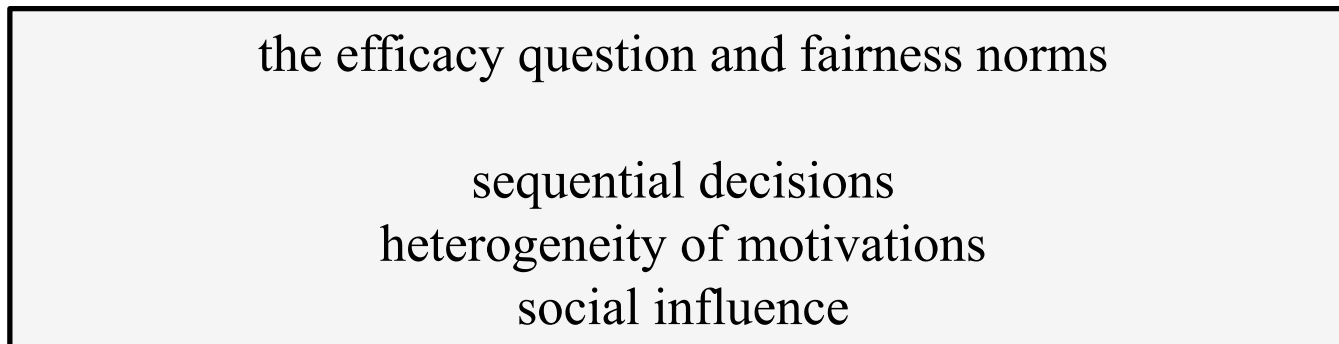 the efficacy question and fairness norms
sequential decisions
heterogeneity of motivations
social influence